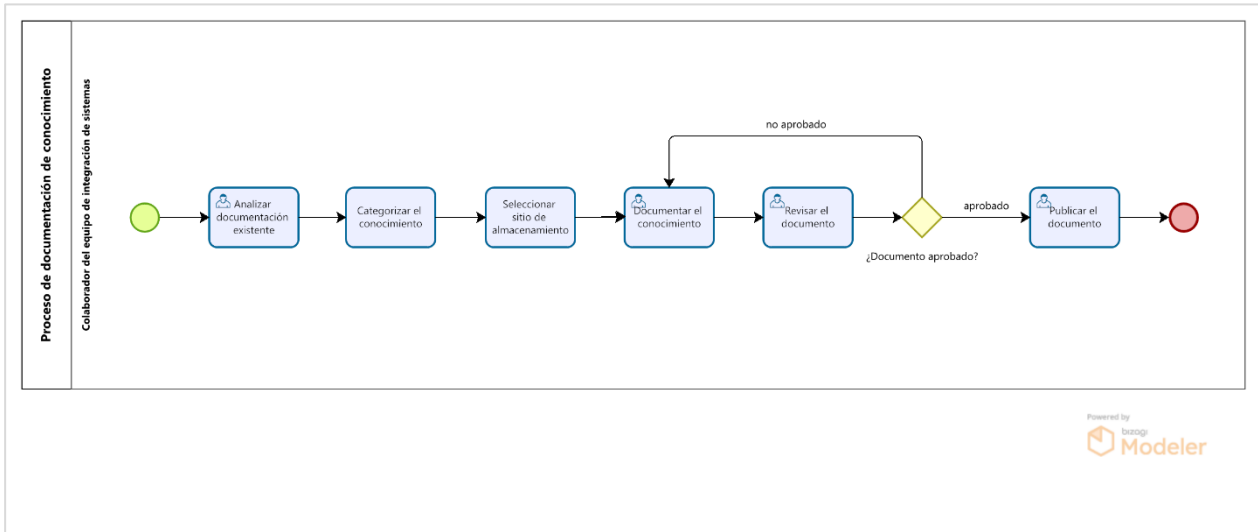 Proceso de documentación de conocimiento
Colaborador del equipo de integración de sistemas
no aprobado
Analizar
documentación
existente
Categorizar el
conocimiento
Seleccionar
sitio de
almacenamiento
Documentar el
conocimiento
Revisar el
documento
aprobado
¿Documento aprobado?
Publicar el
documento
Powered by
bizagi
Modeler